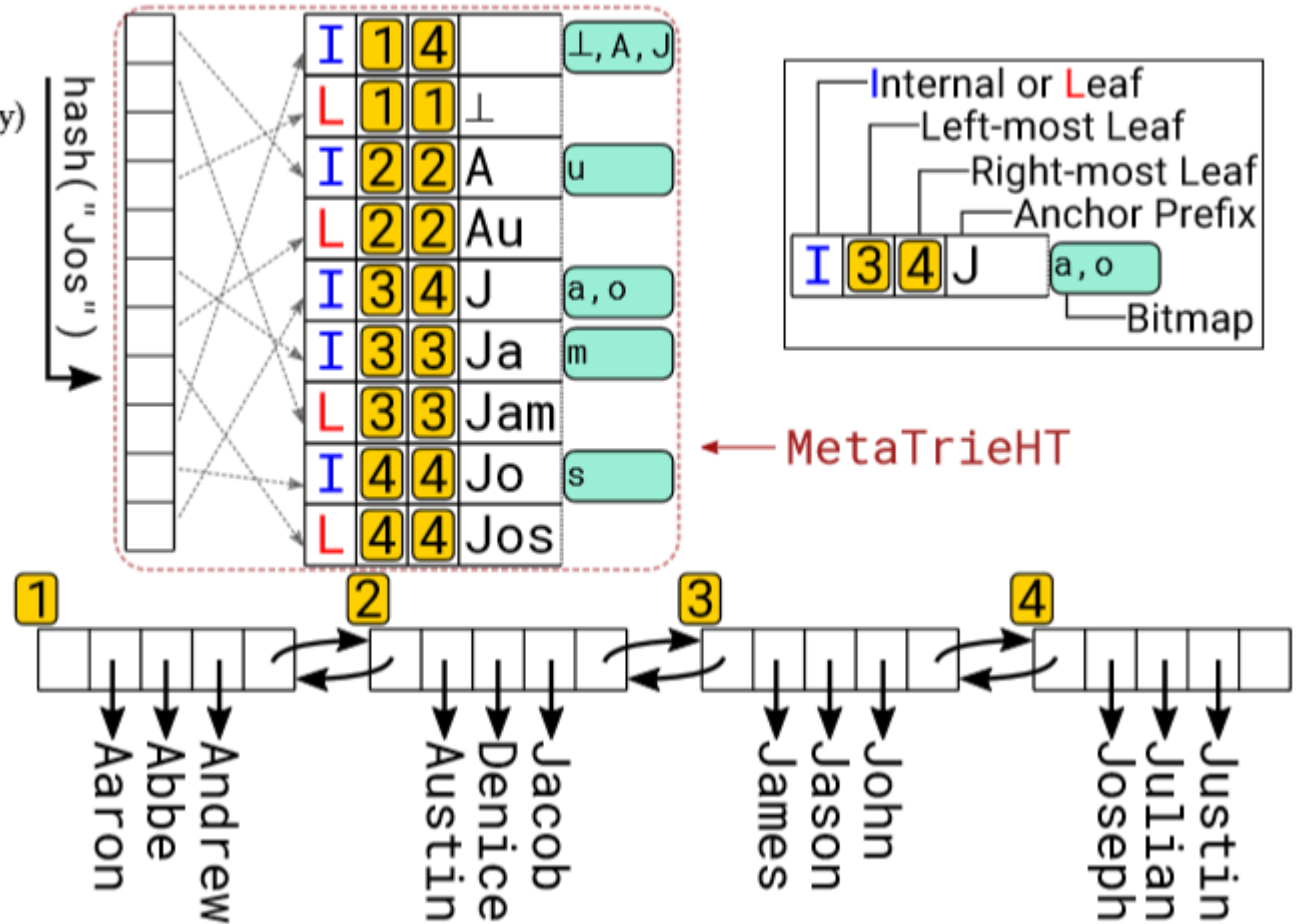 y)
hash("Jos")
I 1 4 ⊥,A,J
L 1 1 ⊥
I 2 2 A u
L 2 2 Au
I 3 4 J a,o
I 3 3 Ja m
L 3 3 Jam
I 4 4 Jo s
L 4 4 Jos
Internal or Leaf
Left-most Leaf
Right-most Leaf
Anchor Prefix
I 3 4 J a,o
Bitmap
MetaTrieHT
1
2
3
4
Aaron
Abbe
Andrew
Austin
Denice
Jacob
James
Jason
John
Joseph
Julian
Justin